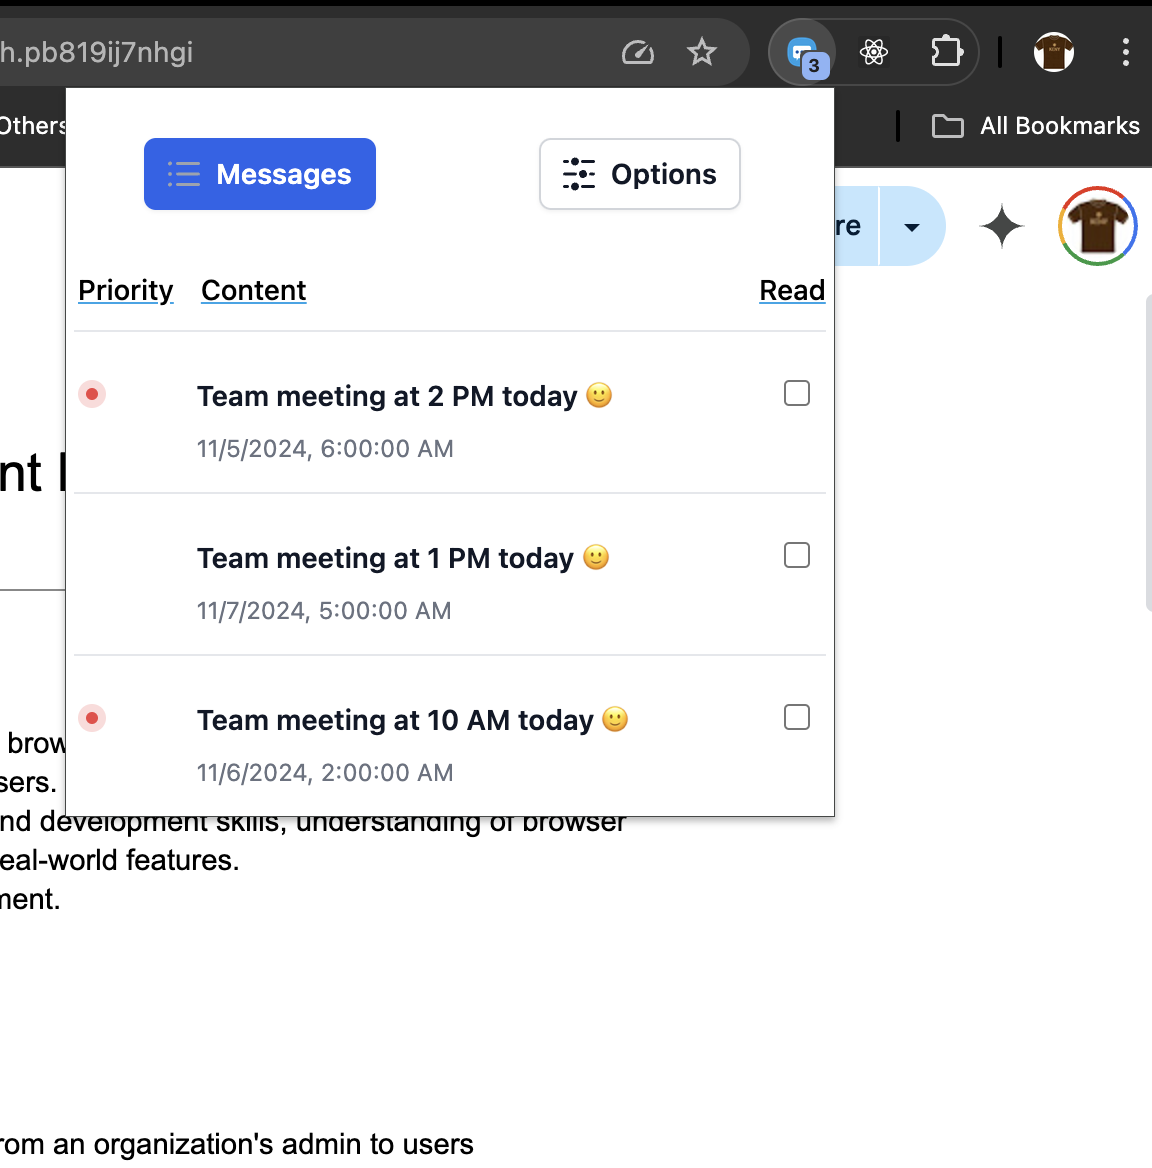 h.pb819ij7nhgi
3
Others
All Bookmarks
Messages
Options
re
Priority Content Read
Team meeting at 2 PM today 🙂
11/5/2024, 6:00:00 AM
nt
Team meeting at 1 PM today 🙂
11/7/2024, 5:00:00 AM
Team meeting at 10 AM today 🙂
brow
11/6/2024, 2:00:00 AM
sers.
nd development skills, understanding of browser
eal-world features.
ment.
rom an organization's admin to users